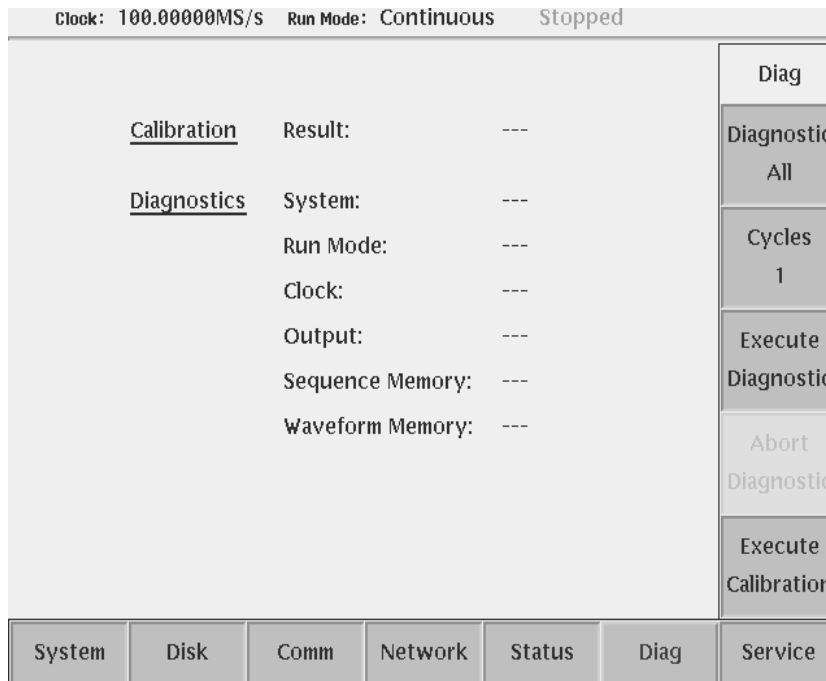 Clock: 100.00000MS/s Run Mode: Continuous Stopped
Diag
Calibration Result: ---
Diagnostics System: ---
Run Mode: ---
Clock: ---
Output: ---
Sequence Memory: ---
Waveform Memory: ---
Diagnostic
All
Cycles
1
Execute
Diagnostic
Abort
Diagnostic
Execute
Calibration
System Disk Comm Network Status Diag Service